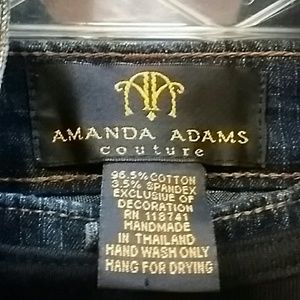 AMANDA ADAMS
couture
96.5% COTTON
3.5% SPANDEX
EXCLUSIVE OF
DECORATION
RN 118741
HANDMADE
IN THAILAND
HAND WASH ONLY
HANG FOR DRYING